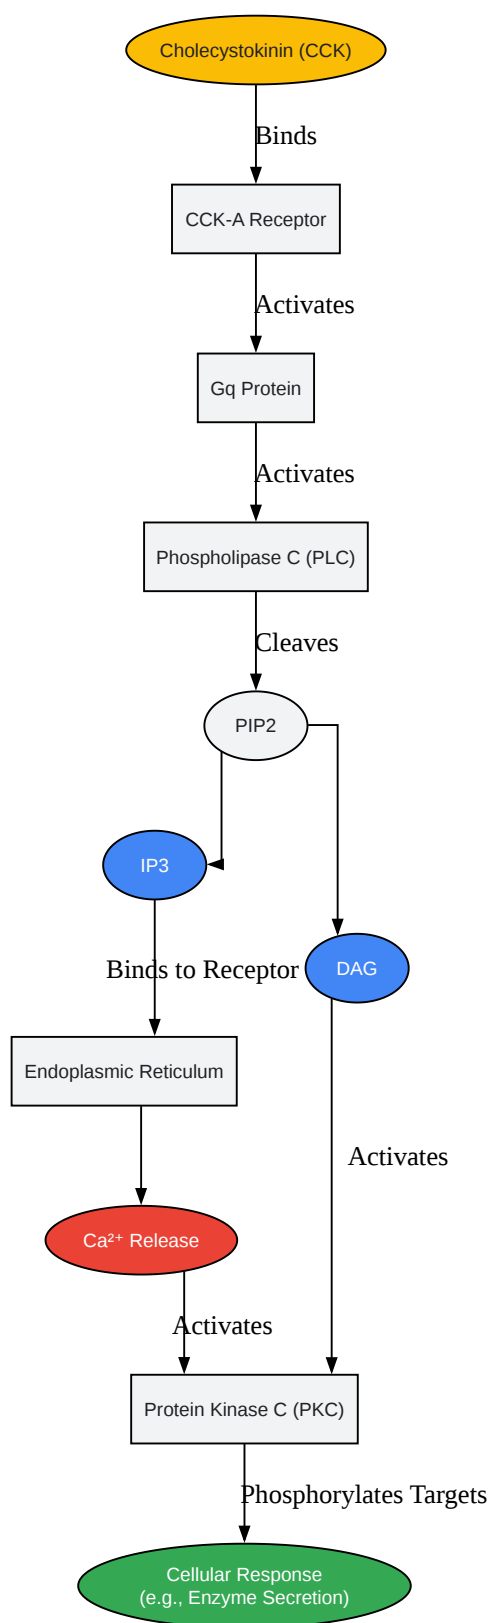 Cholecystokinin (CCK)
Binds
CCK-A Receptor
Activates
Gq Protein
Activates
Phospholipase C (PLC)
Cleaves
PIP2
IP3
Binds to Receptor
DAG
Endoplasmic Reticulum
Activates
Ca²⁺ Release
Activates
Protein Kinase C (PKC)
Phosphorylates Targets
Cellular Response
(e.g., Enzyme Secretion)